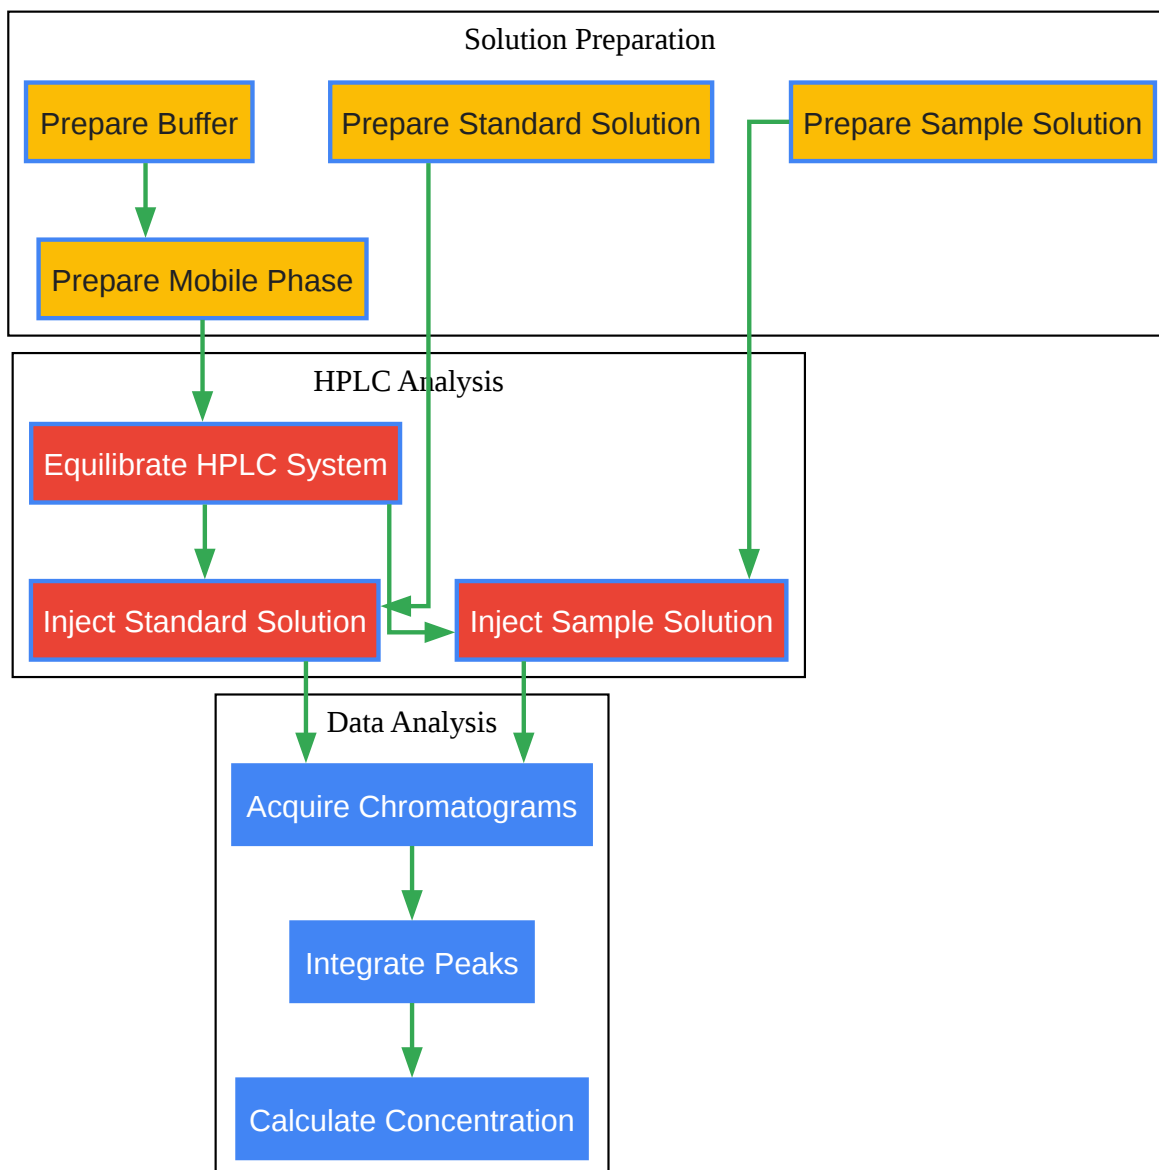 Solution Preparation
Prepare Buffer
Prepare Standard Solution
Prepare Sample Solution
Prepare Mobile Phase
HPLC Analysis
Equilibrate HPLC System
Inject Standard Solution
Inject Sample Solution
Data Analysis
Acquire Chromatograms
Integrate Peaks
Calculate Concentration